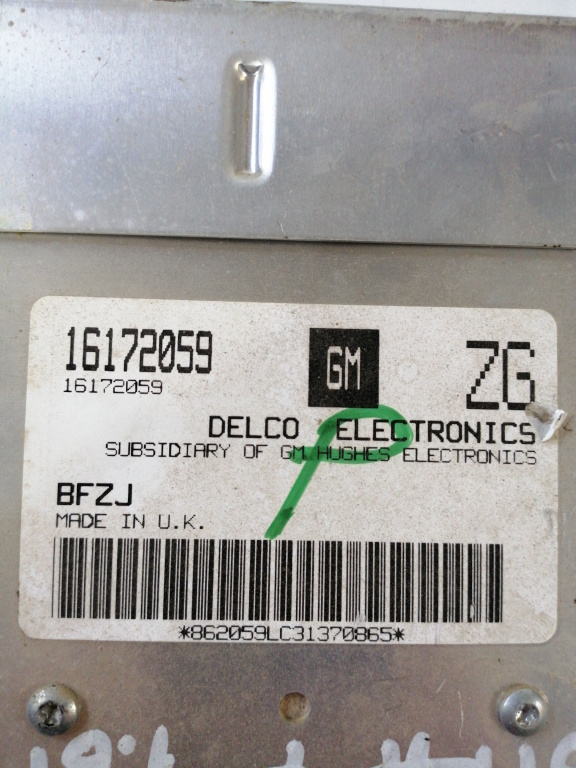 16172059
16172059
GM
ZG
DELCO ELECTRONICS
SUBSIDIARY OF GM HUGHES ELECTRONICS
BFZJ
MADE IN U.K.
*862059LC31370865*